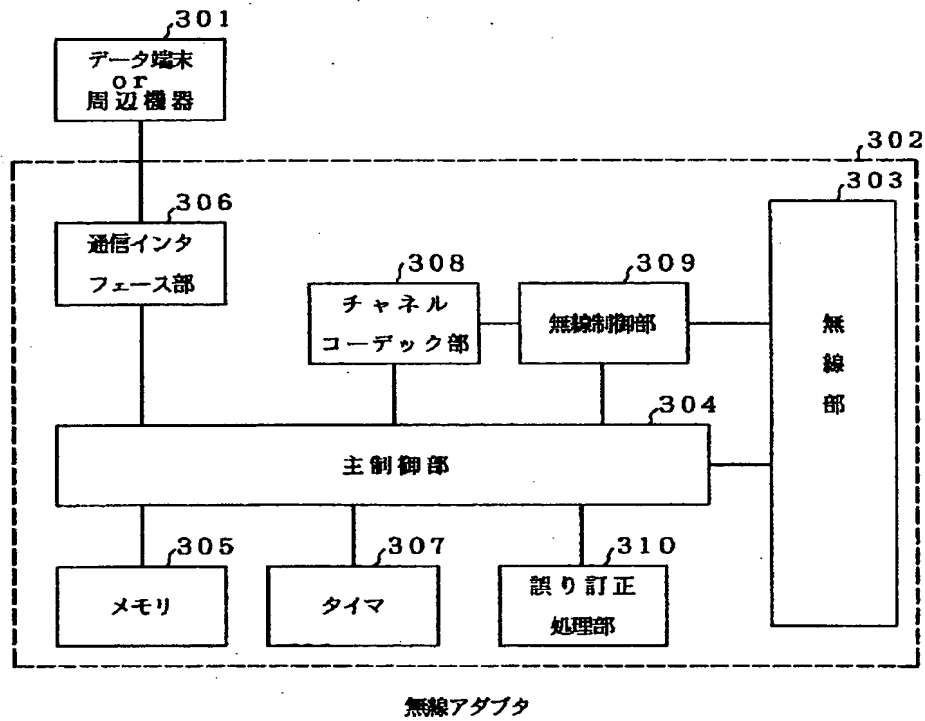 301
データ端末
or
周辺機器
302
303
306
通信インタ
フェース部
308
309
チャネル
コーデック部
無線制御部
無線部
304
主制御部
305
307
310
メモリ
タイマ
誤り訂正
処理部
無線アダプタ